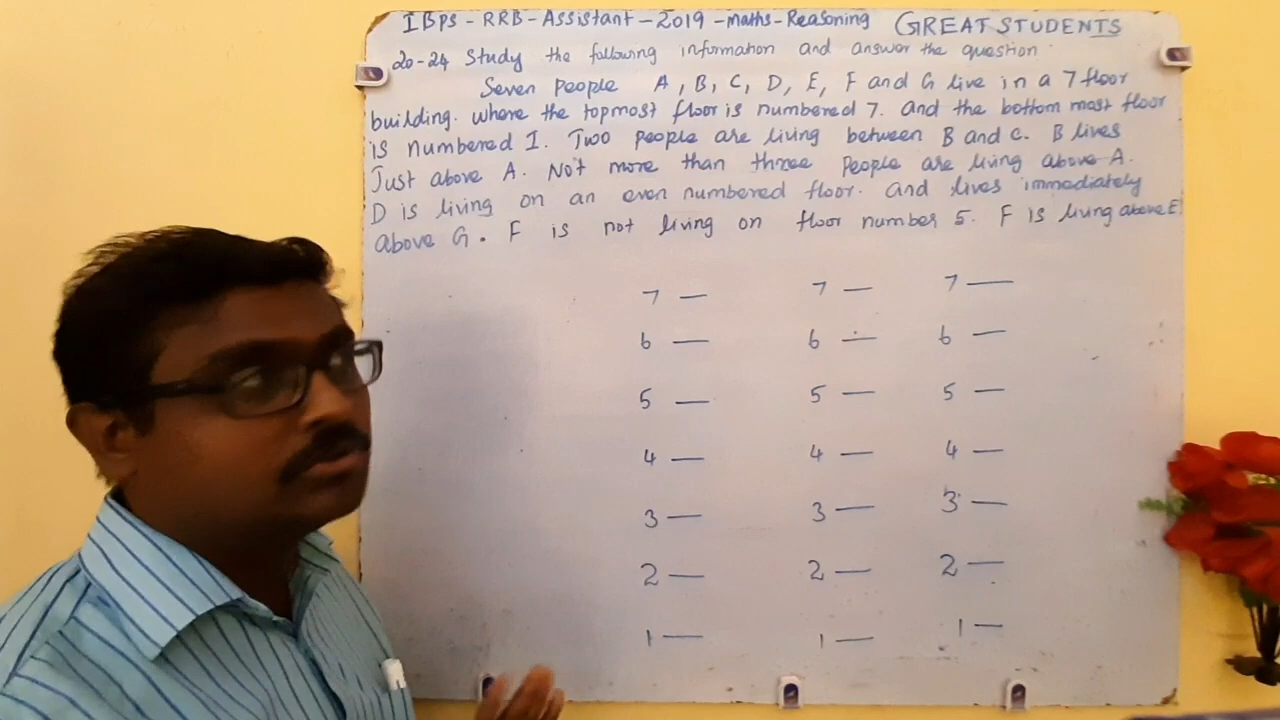 IBPS - RRB - Assistant - 2019 - maths - Reasoning GREAT STUDENTS
20-24 Study the following information and answer the question.
Seven People A, B, C, D, E, F and G live in a 7 floor
building. where the topmost floor is numbered 7. and the bottom most floor
is numbered I. Two people are living between B and C. B lives
Just above A. Not more than three People are living above A.
D is living on an even numbered floor. and lives immediately
above G. F is not living on floor number 5. F is living above E
7 — 7 — 7 —
6 — 6 — 6 —
5 — 5 — 5 —
4 — 4 — 4 —
3 — 3 — 3 —
2 — 2 — 2 —
1 — 1 — 1 —